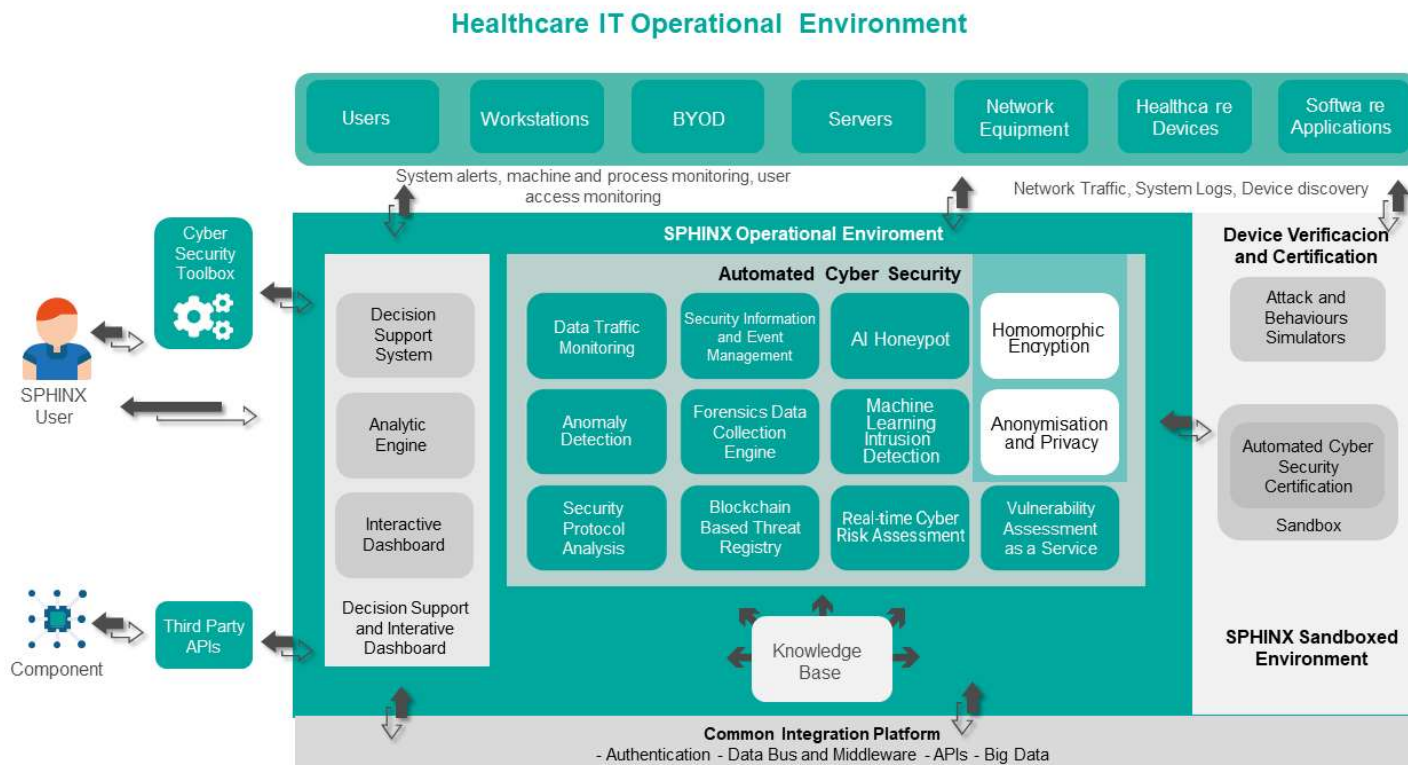 Healthcare IT Operational Environment
Users
Workstations
BYOD
Servers
Network
Equipment
Healthca re
Devices
Softwa re
Applications
System alerts, machine and process monitoring, user
access monitoring
Network Traffic, System Logs, Device discovery
Cyber
Security
Toolbox
SPHINX
User
Component
Third Party
APIs
SPHINX Operational Enviroment
Decision
Support
System
Analytic
Engine
Interactive
Dashboard
Decision Support
and Interative
Dashboard
Automated Cyber Security
Data Traffic
Monitoring
Security Information
and Event
Management
AI Honeypot
Homomorphic
Encryption
Anomaly
Detection
Forensics Data
Collection
Engine
Machine
Learning
Intrusion
Detection
Anonymisation
and Privacy
Security
Protocol
Analysis
Blockchain
Based Threat
Registry
Real-time Cyber
Risk Assessment
Vulnerability
Assessment
as a Service
Knowledge
Base
Device Verificacion
and Certification
Attack and
Behaviours
Simulators
Automated Cyber
Security
Certification
Sandbox
SPHINX Sandboxed
Environment
Common Integration Platform
- Authentication - Data Bus and Middleware - APIs - Big Data